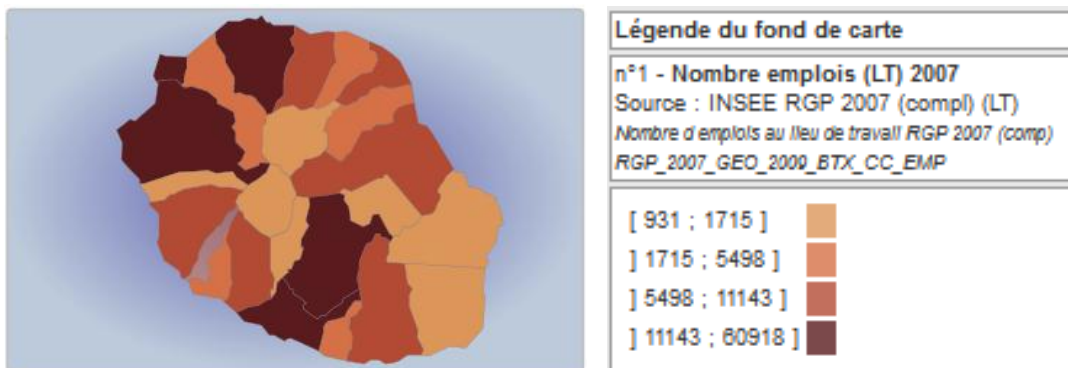 Légende du fond de carte
n°1 - Nombre emplois (LT) 2007
Source : INSEE RGP 2007 (compl) (LT)
Nombre d emplois au lieu de travail RGP 2007 (comp)
RGP_2007_GEO_2009_BTX_CC_EMP
[ 931 ; 1715 ]
] 1715 ; 5498 ]
] 5498 ; 11143 ]
] 11143 ; 60918 ]